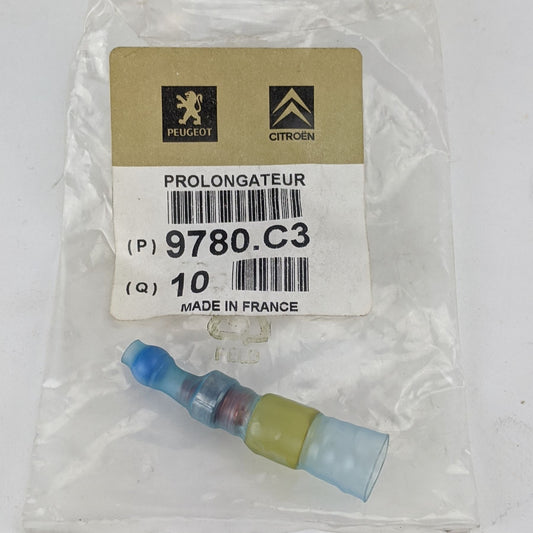 PEUGEOT
CITROËN
PROLONGATEUR
(P) 9780.C3
(Q) 10
MADE IN FRANCE